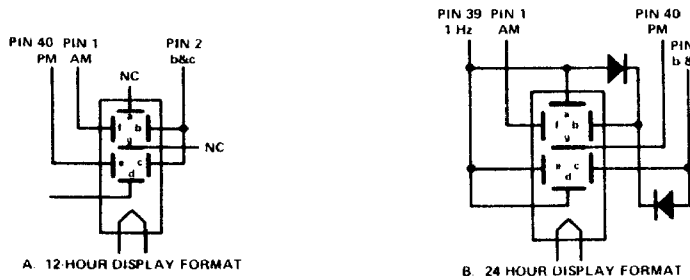 PIN 40 PIN 1 PIN 2
PM AM b&c
NC
a
f b
g
NC
e c
d
A. 12-HOUR DISPLAY FORMAT
PIN 39 PIN 1 PIN 40
1 Hz AM PM
PIN
b &
a
f b
g
e c
d
B. 24 HOUR DISPLAY FORMAT